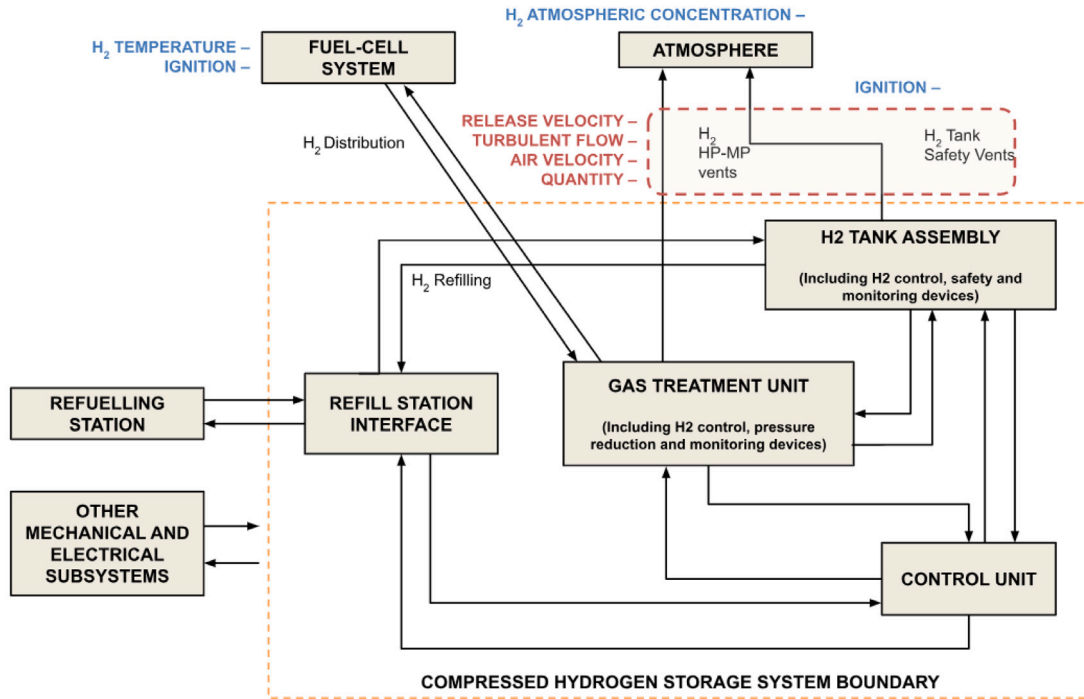 H₂ ATMOSPHERIC CONCENTRATION –
H₂ TEMPERATURE –
IGNITION –
FUEL-CELL
SYSTEM
ATMOSPHERE
IGNITION –
RELEASE VELOCITY –
TURBULENT FLOW –
AIR VELOCITY –
QUANTITY –
H₂
HP-MP
vents
H₂ Tank
Safety Vents
H₂ Distribution
H2 TANK ASSEMBLY
(Including H2 control, safety and
monitoring devices)
H₂ Refilling
REFUELLING
STATION
REFILL STATION
INTERFACE
GAS TREATMENT UNIT
(Including H2 control, pressure
reduction and monitoring devices)
OTHER
MECHANICAL AND
ELECTRICAL
SUBSYSTEMS
CONTROL UNIT
COMPRESSED HYDROGEN STORAGE SYSTEM BOUNDARY